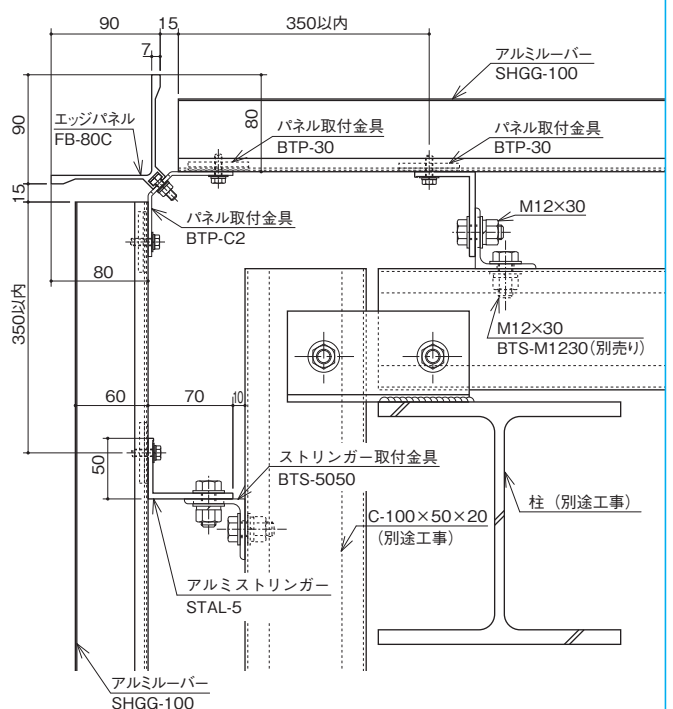 90
15
350以内
7
アルミルーバー
SHGG-100
90
エッジパネル
FB-80C
80
パネル取付金具
BTP-30
パネル取付金具
BTP-30
15
パネル取付金具
BTP-C2
M12×30
80
350以内
M12×30
BTS-M1230(別売り)
60
70
10
50
ストリンガー取付金具
BTS-5050
C-100×50×20
(別途工事)
柱(別途工事)
アルミストリンガー
STAL-5
アルミルーバー
SHGG-100